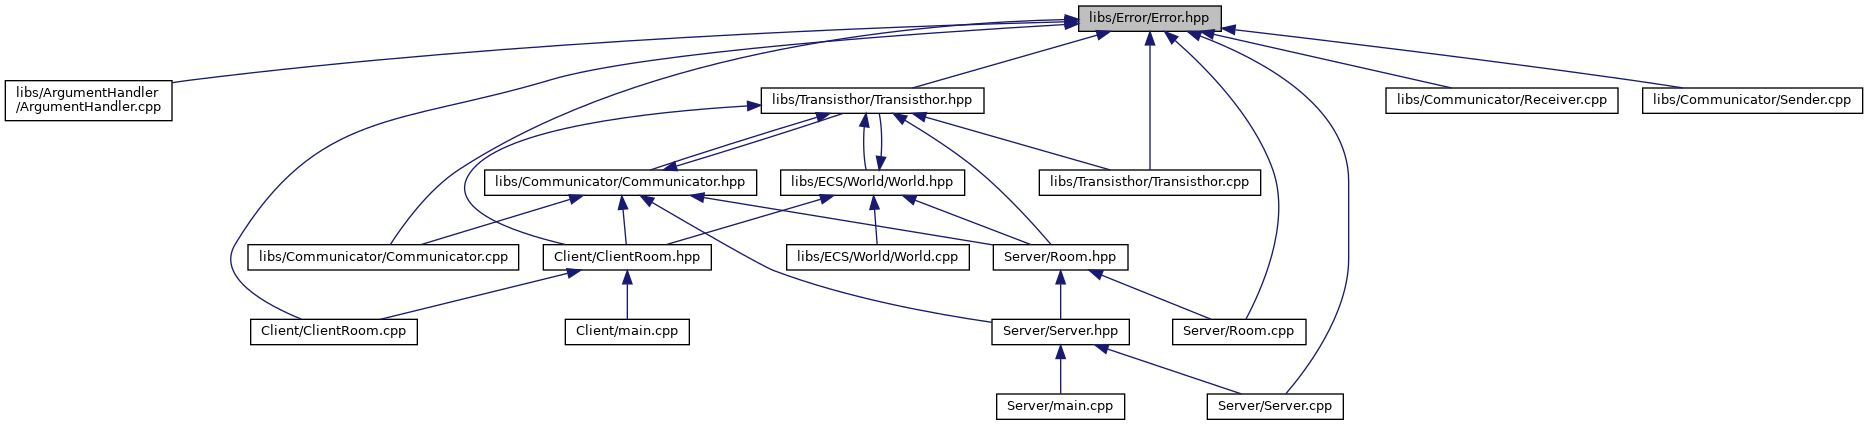 libs/Error/Error.hpp
libs/ArgumentHandler
/ArgumentHandler.cpp
libs/Transisthor/Transisthor.hpp
libs/Communicator/Receiver.cpp
libs/Communicator/Sender.cpp
libs/Communicator/Communicator.hpp
libs/ECS/World/World.hpp
libs/Transisthor/Transisthor.cpp
libs/Communicator/Communicator.cpp
Client/ClientRoom.hpp
libs/ECS/World/World.cpp
Server/Room.hpp
Client/ClientRoom.cpp
Client/main.cpp
Server/Server.hpp
Server/Room.cpp
Server/main.cpp
Server/Server.cpp